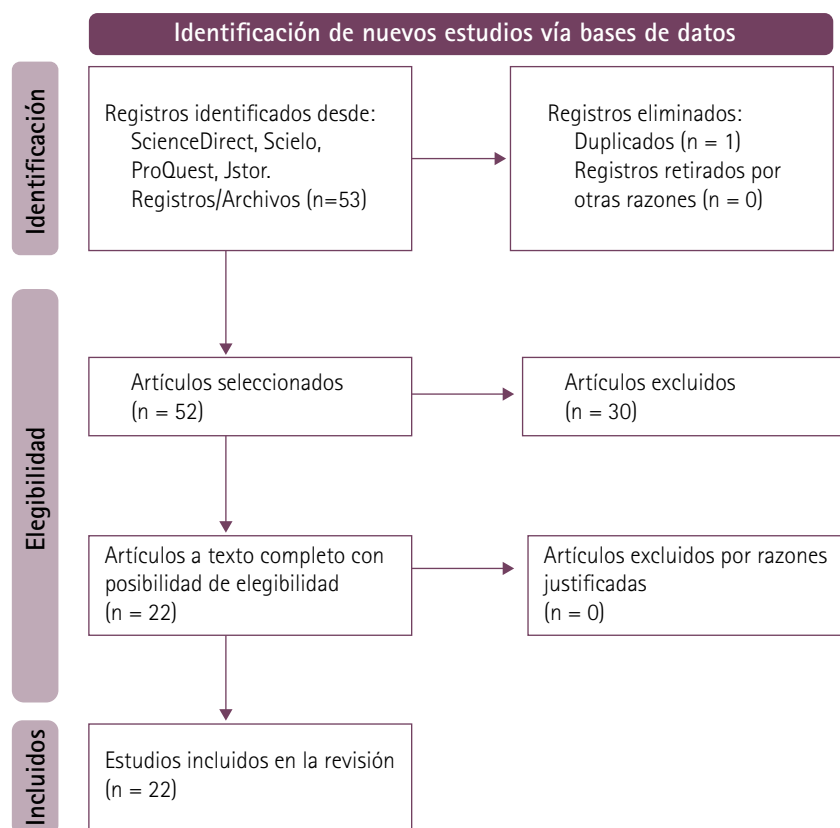 Identificación de nuevos estudios vía bases de datos
Identificación
Registros identificados desde:
ScienceDirect, Scielo,
ProQuest, Jstor.
Registros/Archivos (n=53)
Registros eliminados:
Duplicados (n = 1)
Registros retirados por
otras razones (n = 0)
Elegibilidad
Artículos seleccionados
(n = 52)
Artículos excluidos
(n = 30)
Artículos a texto completo con
posibilidad de elegibilidad
(n = 22)
Artículos excluidos por razones
justificadas
(n = 0)
Incluidos
Estudios incluidos en la revisión
(n = 22)